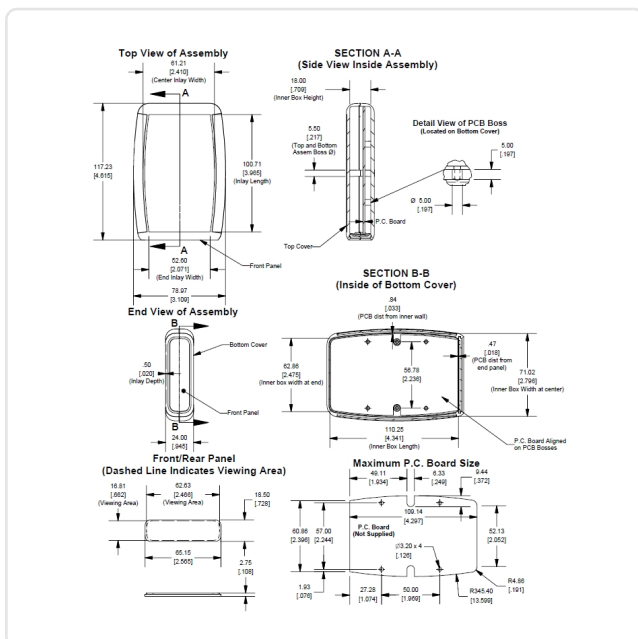 Top View of Assembly
61.21
[2.410]
(Center Inlay Width)
A
117.23
[4.615]
100.71
[3.965]
(Inlay Length)
A
Front Panel
52.60
[2.071]
(End Inlay Width)
78.97
[3.109]
SECTION A-A
(Side View Inside Assembly)
18.00
[.709]
(Inner Box Height)
5.50
[.217]
(Top and Bottom
Assem Boss Ø)
Top Cover
P.C. Board
Detail View of PCB Boss
(Located on Bottom Cover)
5.00
[.197]
Ø 5.00
[.197]
End View of Assembly
B
Bottom Cover
.50
[.020]
(Inlay Depth)
Front Panel
B
24.00
[.945]
SECTION B-B
(Inside of Bottom Cover)
.84
[.033]
(PCB dist from inner wall)
.47
[.018]
(PCB dist from
end panel)
62.86
[2.475]
(Inner box width at end)
56.78
[2.236]
71.02
[2.796]
(Inner Box Width at center)
110.25
[4.341]
(Inner Box Length)
P.C. Board Aligned
on PCB Bosses
Front/Rear Panel
(Dashed Line Indicates Viewing Area)
16.81
[.662]
(Viewing Area)
62.63
[2.466]
(Viewing Area)
18.50
[.728]
65.15
[2.565]
2.75
[.108]
Maximum P.C. Board Size
49.11
[1.934]
6.33
[.249]
9.44
[.372]
109.14
[4.297]
60.86
[2.396]
57.00
[2.244]
P.C. Board
(Not Supplied)
Ø3.20 x 4
[.126]
52.13
[2.052]
1.93
[.076]
27.28
[1.074]
50.00
[1.969]
R345.40
[13.599]
R4.86
[.191]